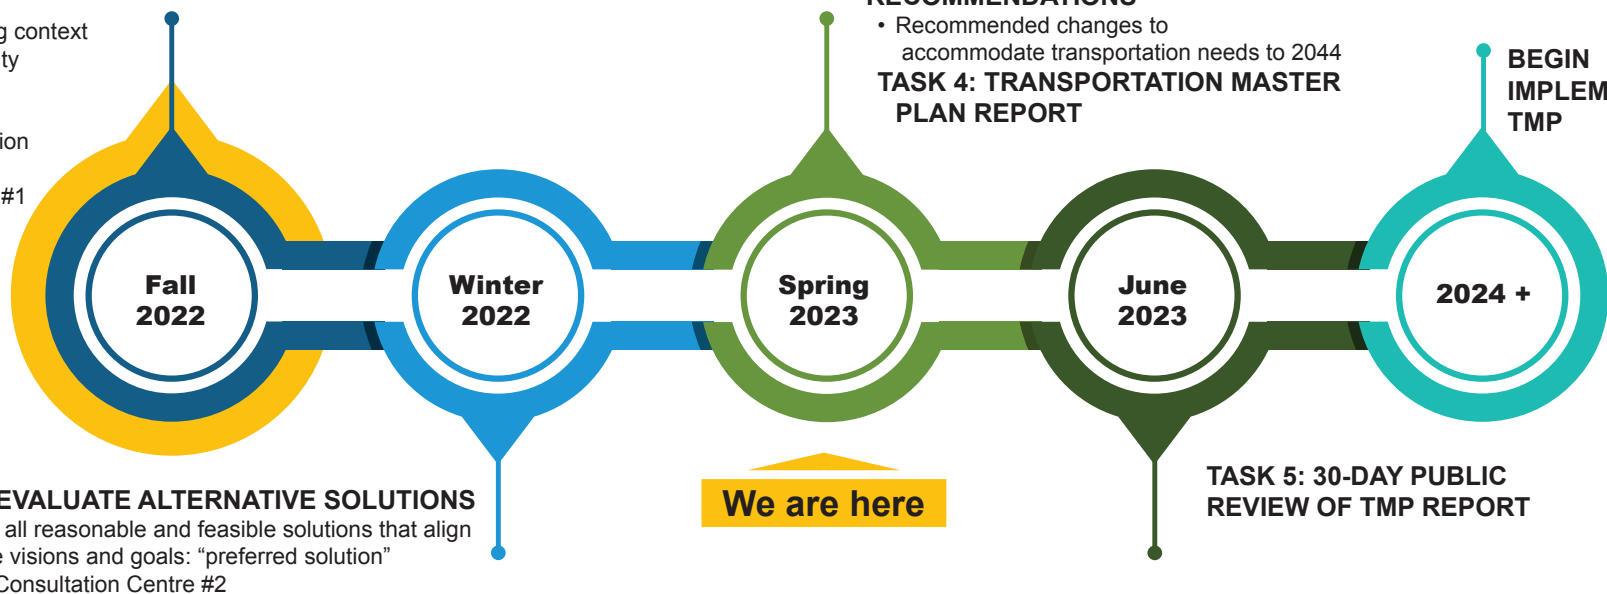 g context
ty
ion
#1
RECOMMENDATIONS
• Recommended changes to
accommodate transportation needs to 2044
TASK 4: TRANSPORTATION MASTER
PLAN REPORT
BEGIN
IMPLEM
TMP
Fall
2022
Winter
2022
Spring
2023
June
2023
2024 +
We are here
EVALUATE ALTERNATIVE SOLUTIONS
all reasonable and feasible solutions that align
e visions and goals: “preferred solution”
Consultation Centre #2
TASK 5: 30-DAY PUBLIC
REVIEW OF TMP REPORT